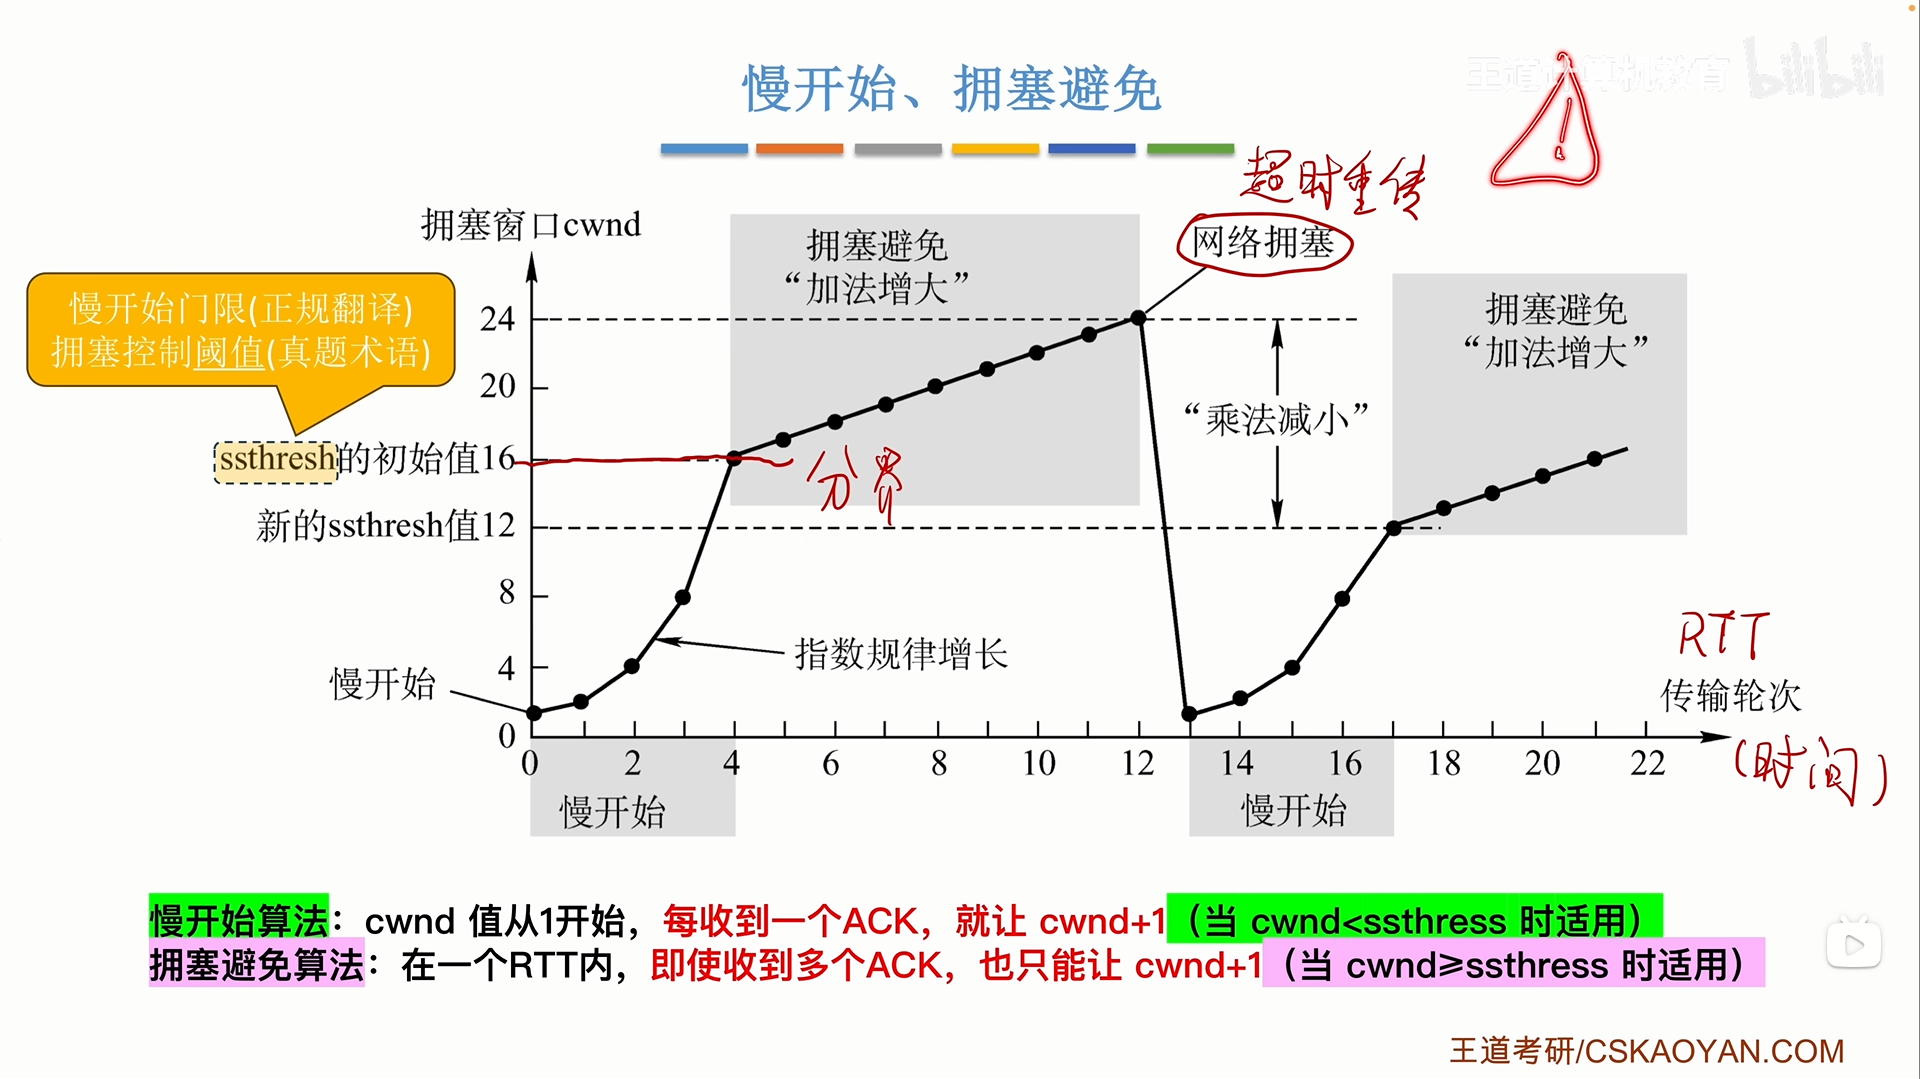 慢开始、拥塞避免
王道计算机教育 bilibili
超时重传
拥塞窗口cwnd
拥塞避免
“加法增大”
网络拥塞
慢开始门限(正规翻译)
拥塞控制阈值(真题术语)
拥塞避免
“加法增大”
24
20
“乘法减小”
ssthresh的初始值16
分界
新的ssthresh值12
8
指数规律增长
4
慢开始
RTT
传输轮次
(时间)
0
0 2 4 6 8 10 12 14 16 18 20 22
慢开始
慢开始
慢开始算法：cwnd 值从1开始，每收到一个ACK，就让 cwnd+1（当 cwnd<ssthress 时适用）
拥塞避免算法：在一个RTT内，即使收到多个ACK，也只能让 cwnd+1（当 cwnd≥ssthress 时适用）
王道考研/CSKAOYAN.COM